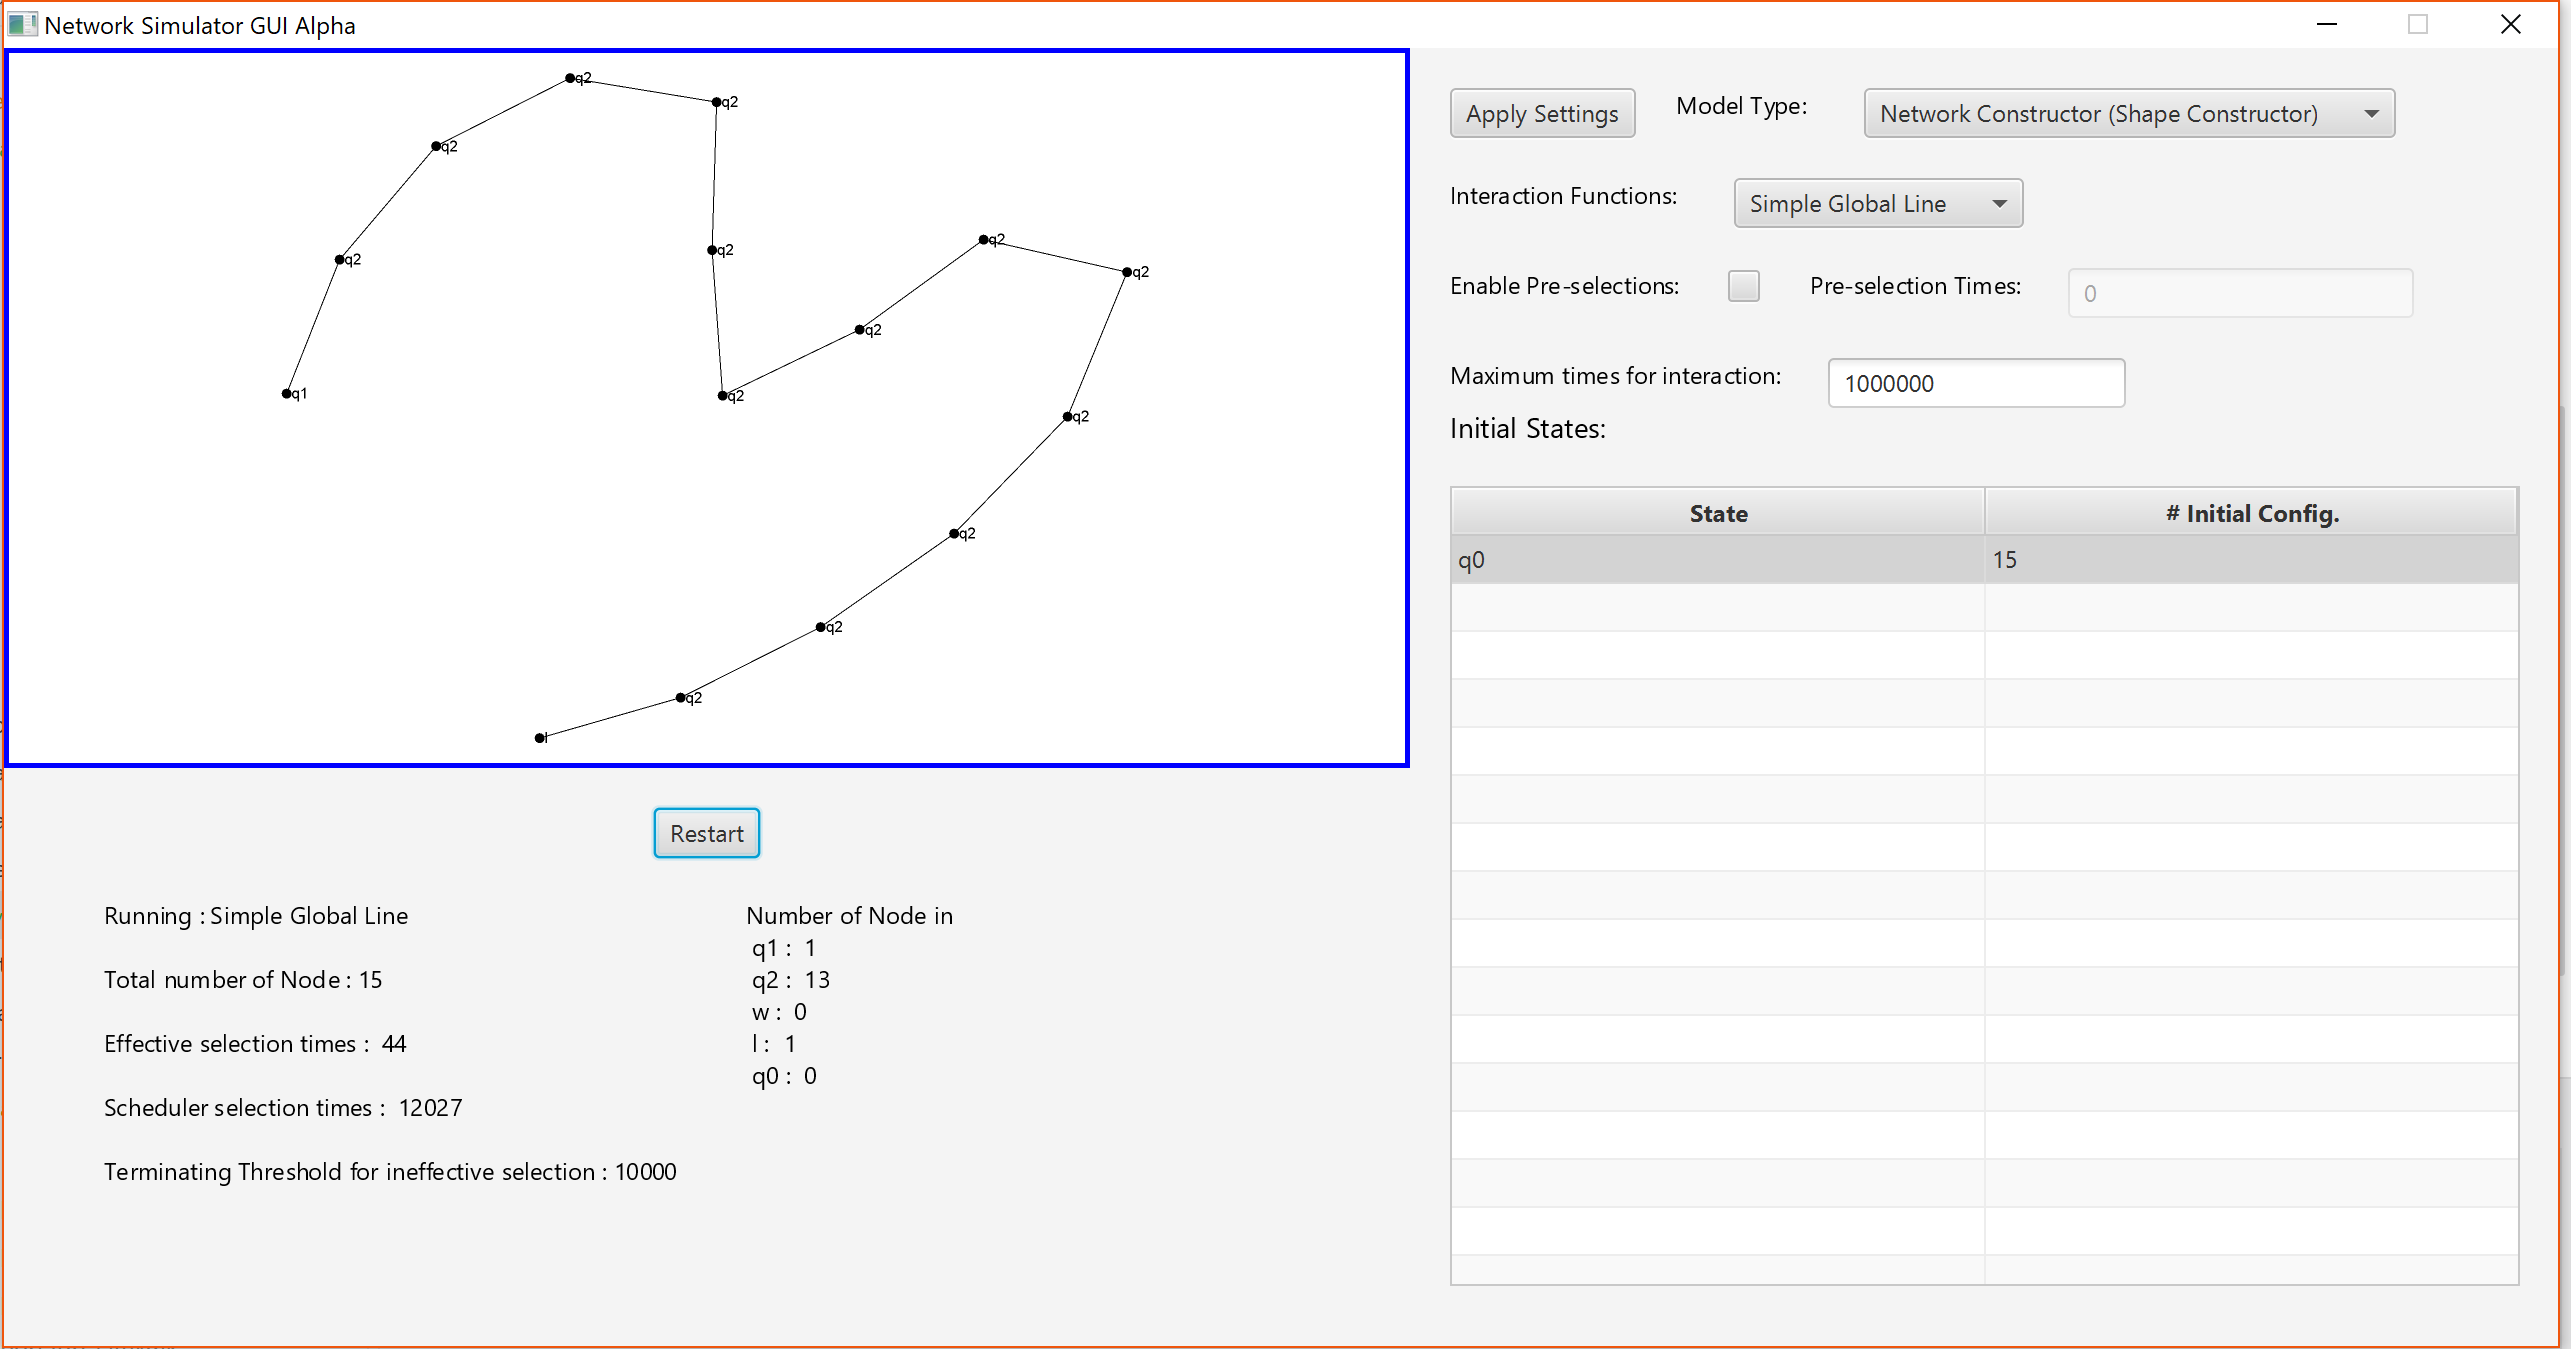 Network Simulator GUI Alpha
q2
q2
q2
q2
q2
q2
q2
q2
q2
q1
q2
q2
q2
q2
l
Restart
Running : Simple Global Line
Total number of Node : 15
Effective selection times : 44
Scheduler selection times : 12027
Terminating Threshold for ineffective selection : 10000
Number of Node in
q1 : 1
q2 : 13
w : 0
l : 1
q0 : 0
Apply Settings Model Type: Network Constructor (Shape Constructor)
Interaction Functions: Simple Global Line
Enable Pre-selections: Pre-selection Times: 0
Maximum times for interaction: 1000000
Initial States:
State # Initial Config.
q0 15